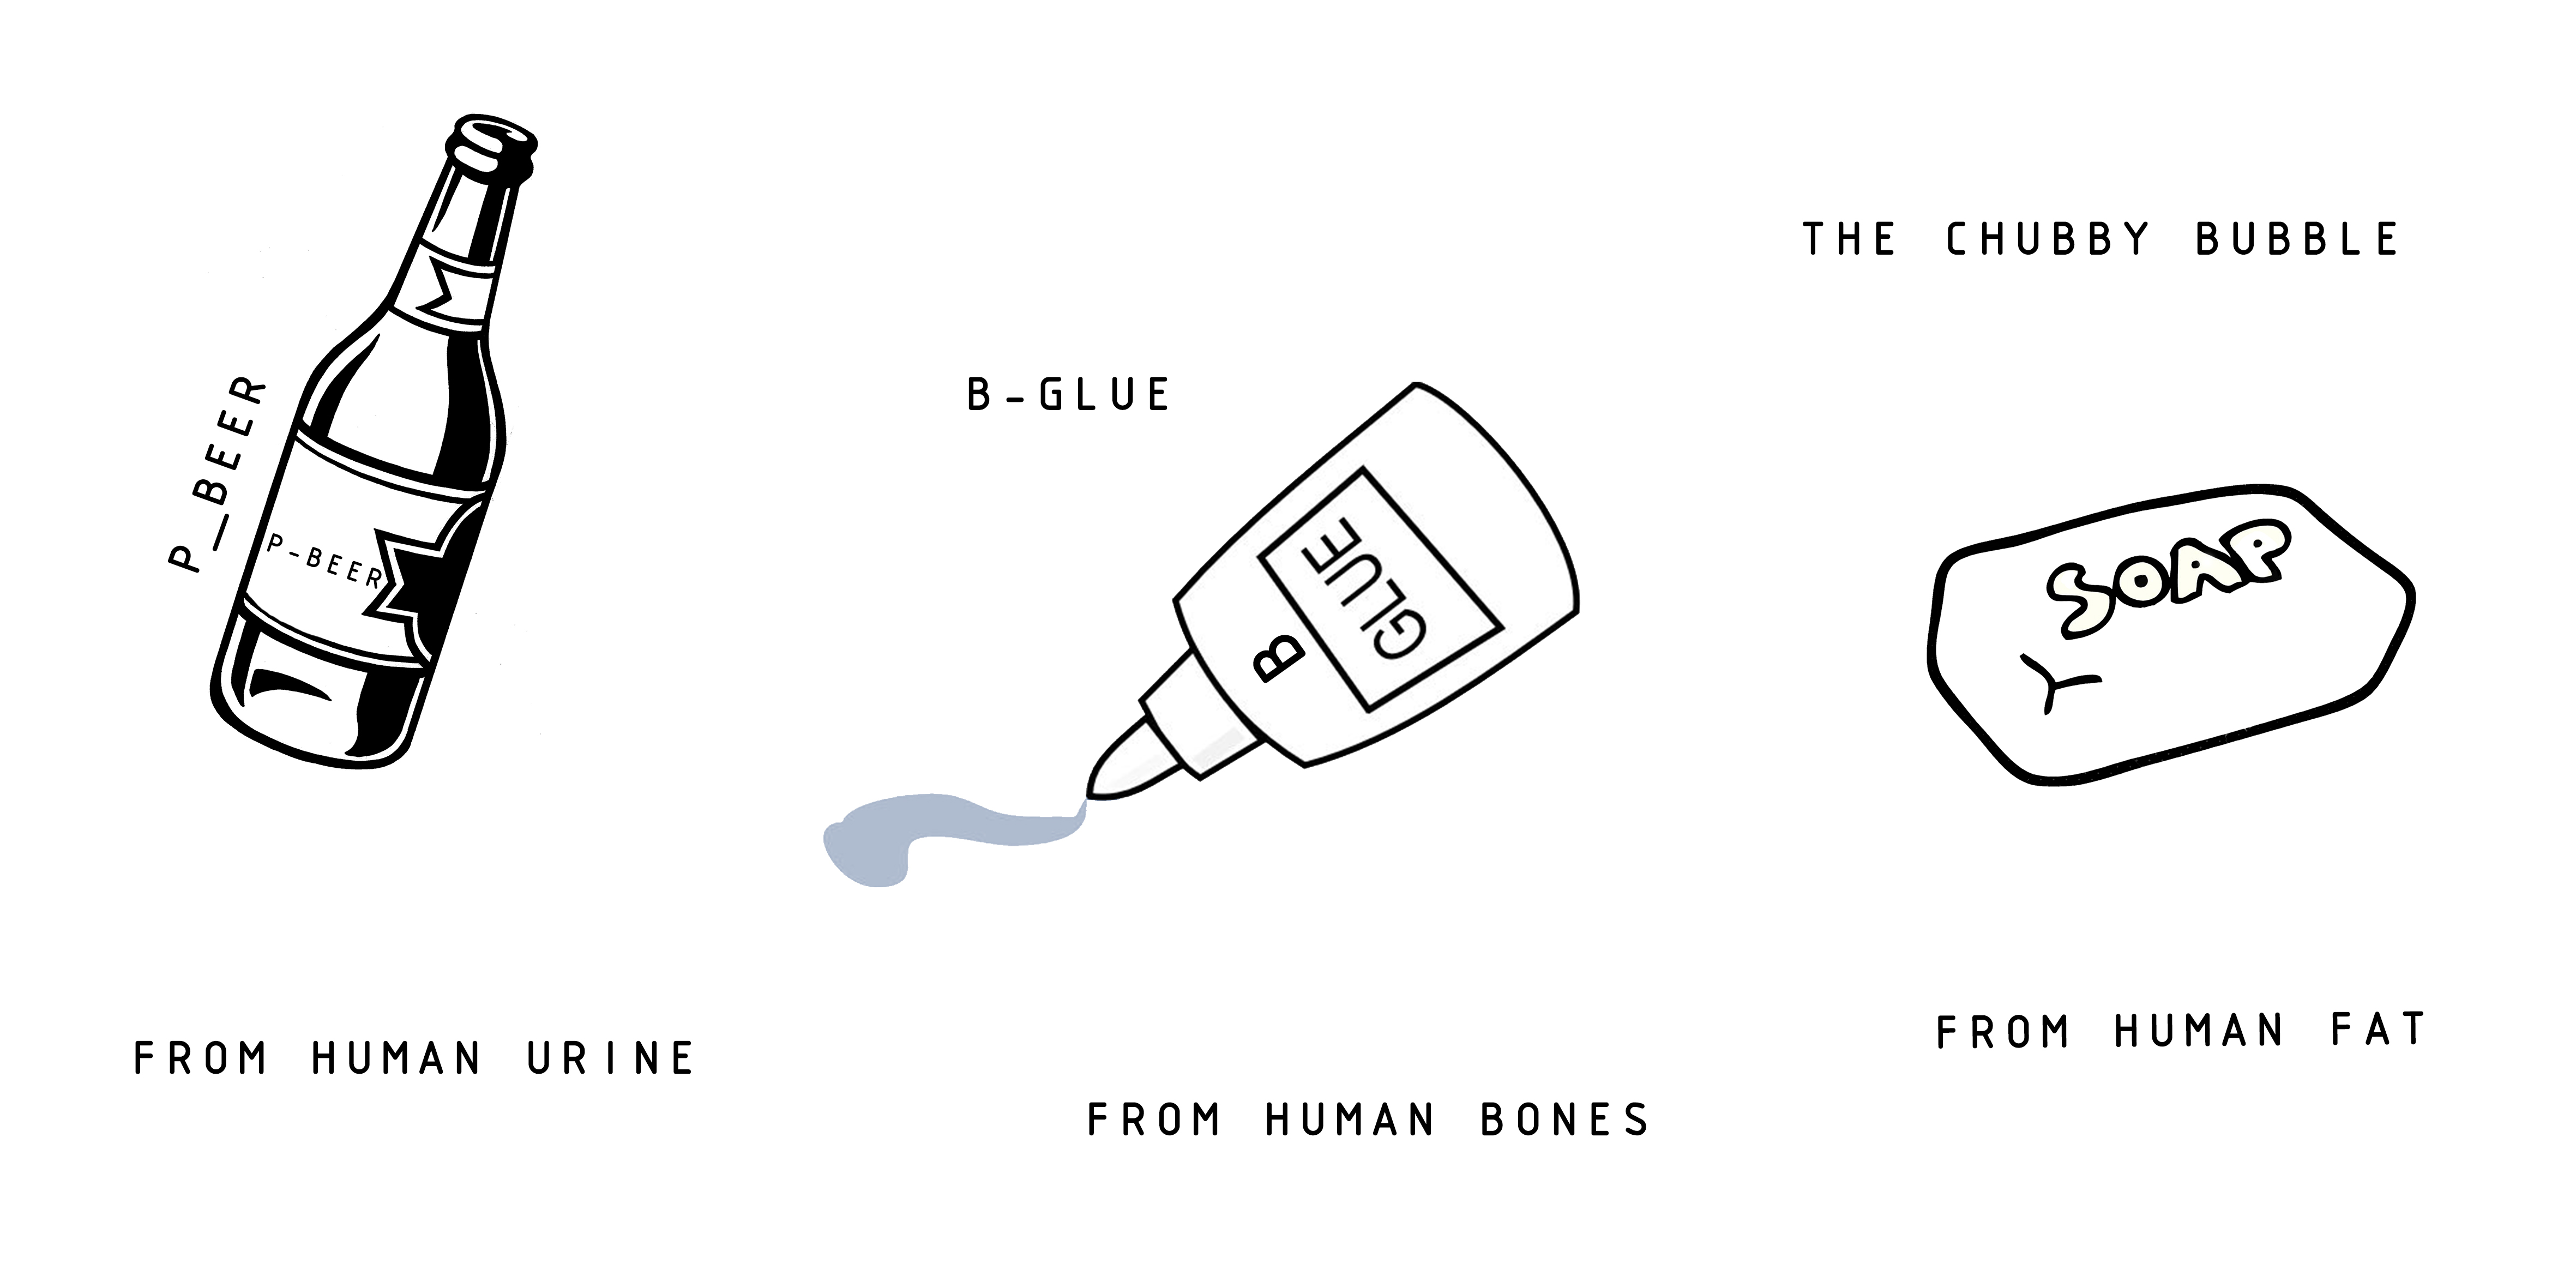 P_BEER
P-BEER
FROM HUMAN URINE
B-GLUE
B
GLUE
FROM HUMAN BONES
THE CHUBBY BUBBLE
SOAP
FROM HUMAN FAT